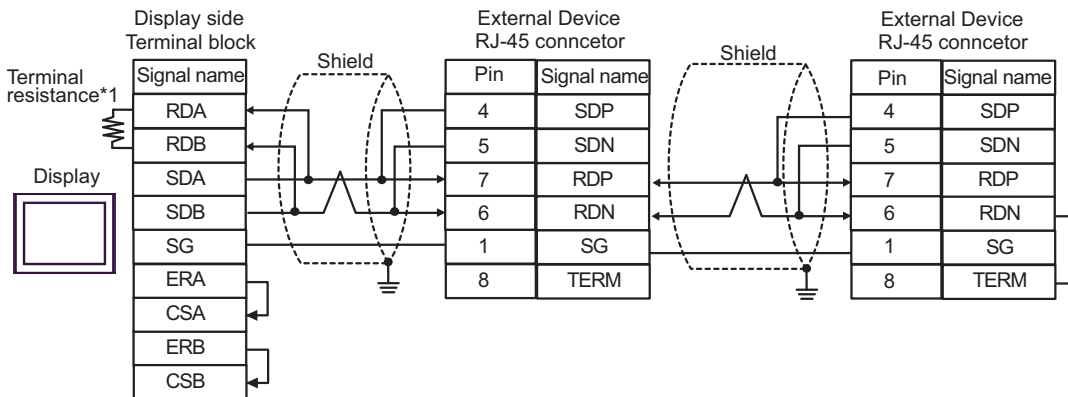 Display side
Terminal block
External Device
RJ-45 conncetor
External Device
RJ-45 conncetor
Terminal
resistance*1
Shield
Shield
Display
Signal name
RDA
RDB
SDA
SDB
SG
ERA
CSA
ERB
CSB
Pin Signal name
4 SDP
5 SDN
7 RDP
6 RDN
1 SG
8 TERM
Pin Signal name
4 SDP
5 SDN
7 RDP
6 RDN
1 SG
8 TERM